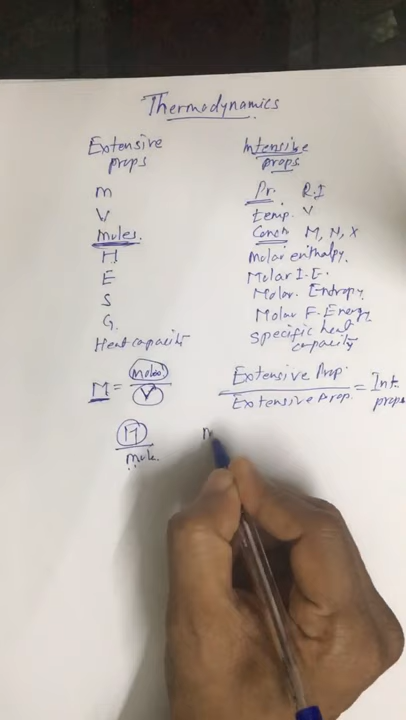 Thermodynamics
Extensive props
m
V
Moles.
H
E
S
G
Heat capacity
Intensive props
Pr. R.I
temp. V
Concn M, N, X
Molar enthalpy.
Molar I.E.
Molar. Entropy.
Molar F. Energy
Specific heat capacity
M = moles / V
Extensive Prop. / Extensive Prop. = Int. props
H / mole.